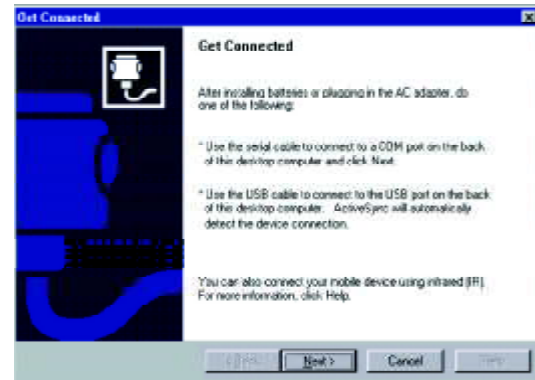 Get Connected
Get Connected
After installing batteries or plugging in the AC adapter, do
one of the following:
* Use the serial cable to connect to a COM port on the back
of this desktop computer and click Next.
* Use the USB cable to connect to the USB port on the back
of this desktop computer. ActiveSync will automatically
detect the device connection.
You can also connect your mobile device using infrared (IR).
For more information, click Help.
Next > Cancel